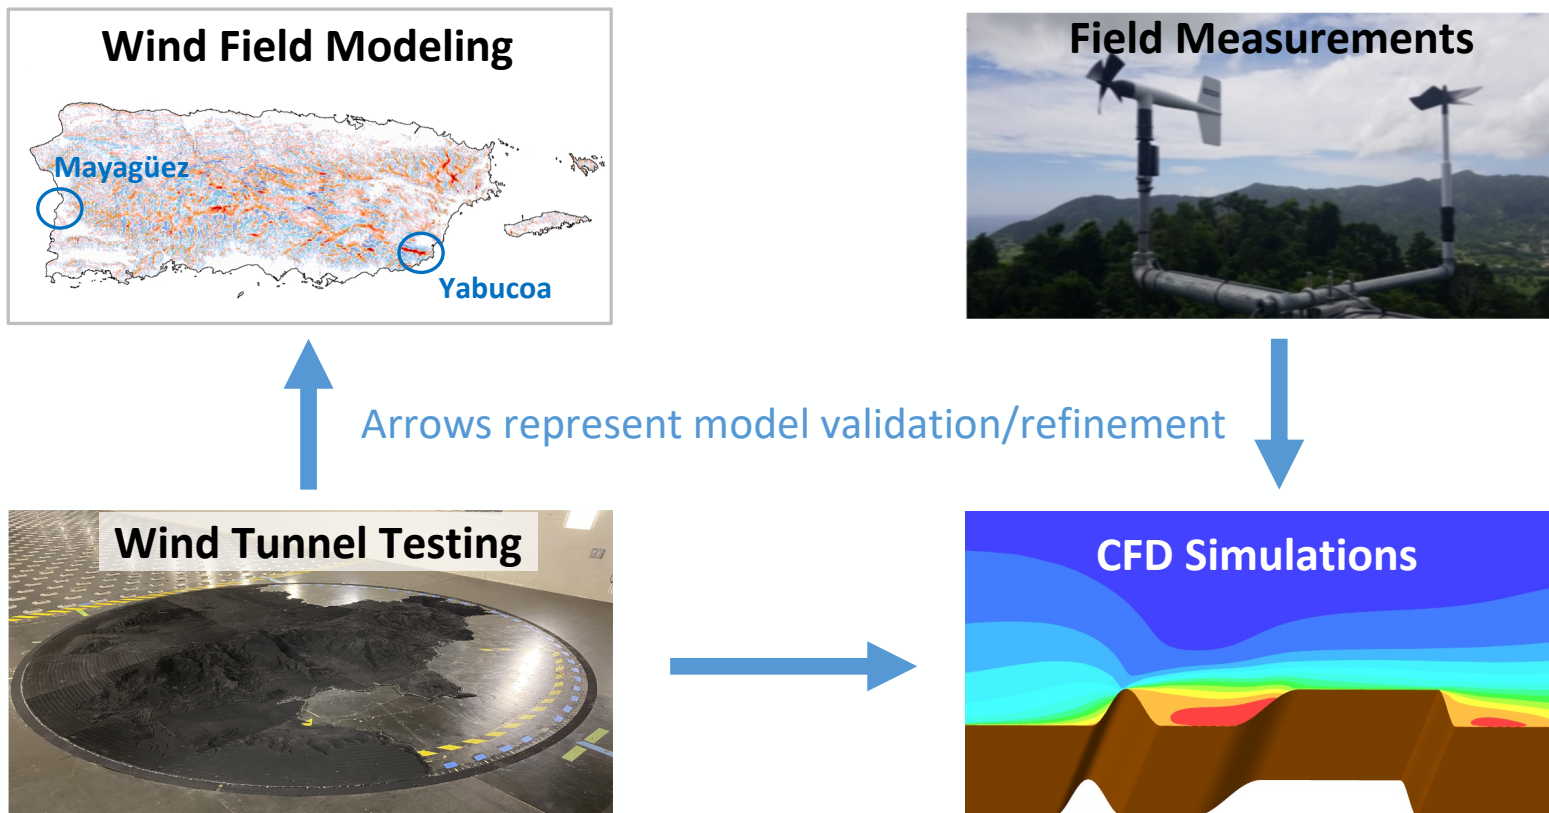 Wind Field Modeling
Field Measurements
Mayagüez
Yabucoa
Arrows represent model validation/refinement
Wind Tunnel Testing
CFD Simulations